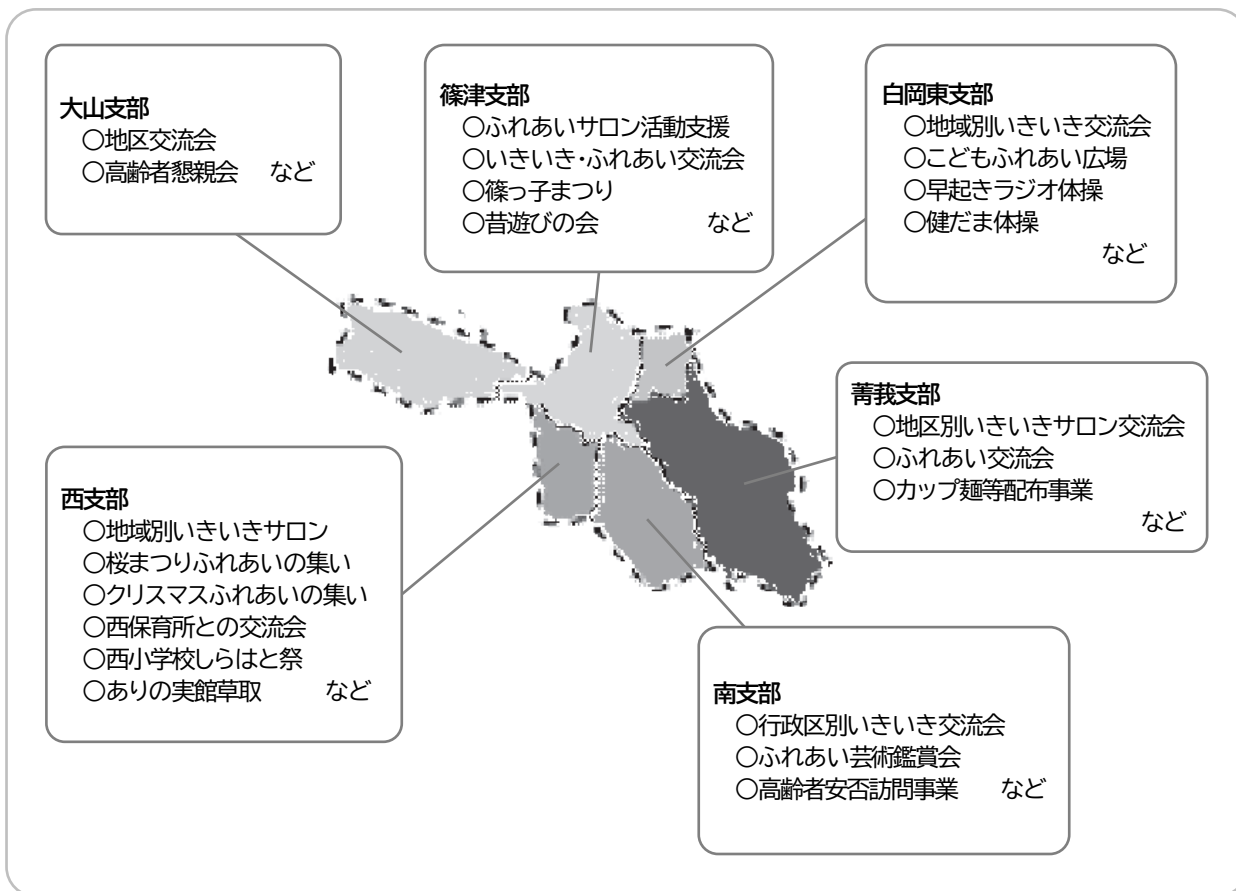 大山支部
○地区交流会
○高齢者懇親会 など
篠津支部
○ふれあいサロン活動支援
○いきいき・ふれあい交流会
○篠っ子まつり
○昔遊びの会 など
白岡東支部
○地域別いきいき交流会
○こどもふれあい広場
○早起きラジオ体操
○健だま体操
など
菁莪支部
○地区別いきいきサロン交流会
○ふれあい交流会
○カップ麺等配布事業
など
西支部
○地域別いきいきサロン
○桜まつりふれあいの集い
○クリスマスふれあいの集い
○西保育所との交流会
○西小学校しらはと祭
○ありの実館草取 など
南支部
○行政区別いきいき交流会
○ふれあい芸術鑑賞会
○高齢者安否訪問事業 など